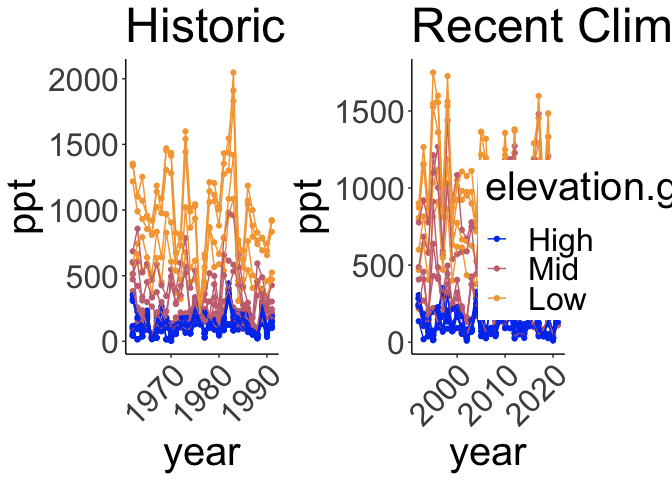 Historic
ppt
2000
1500
1000
500
0
1970
1980
1990
year
Recent Clim
ppt
1500
1000
500
0
2000
2010
2020
year
elevation.g
High
Mid
Low